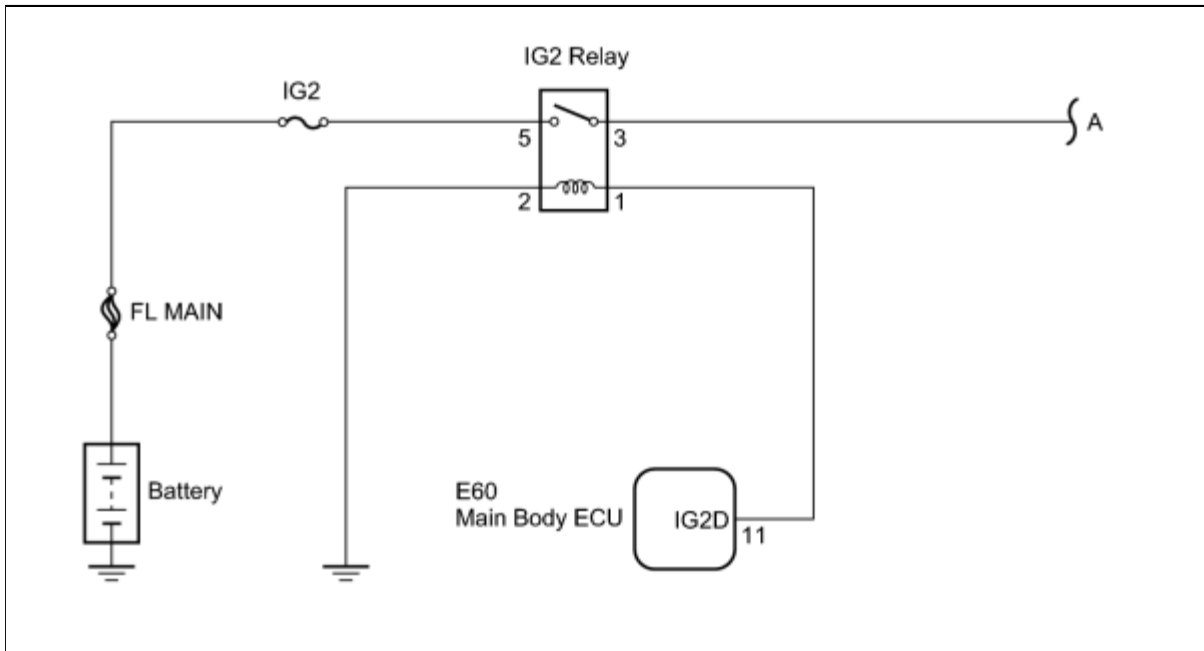 IG2 Relay
IG2
5
3
A
2
1
FL MAIN
Battery
E60
Main Body ECU
IG2D
11